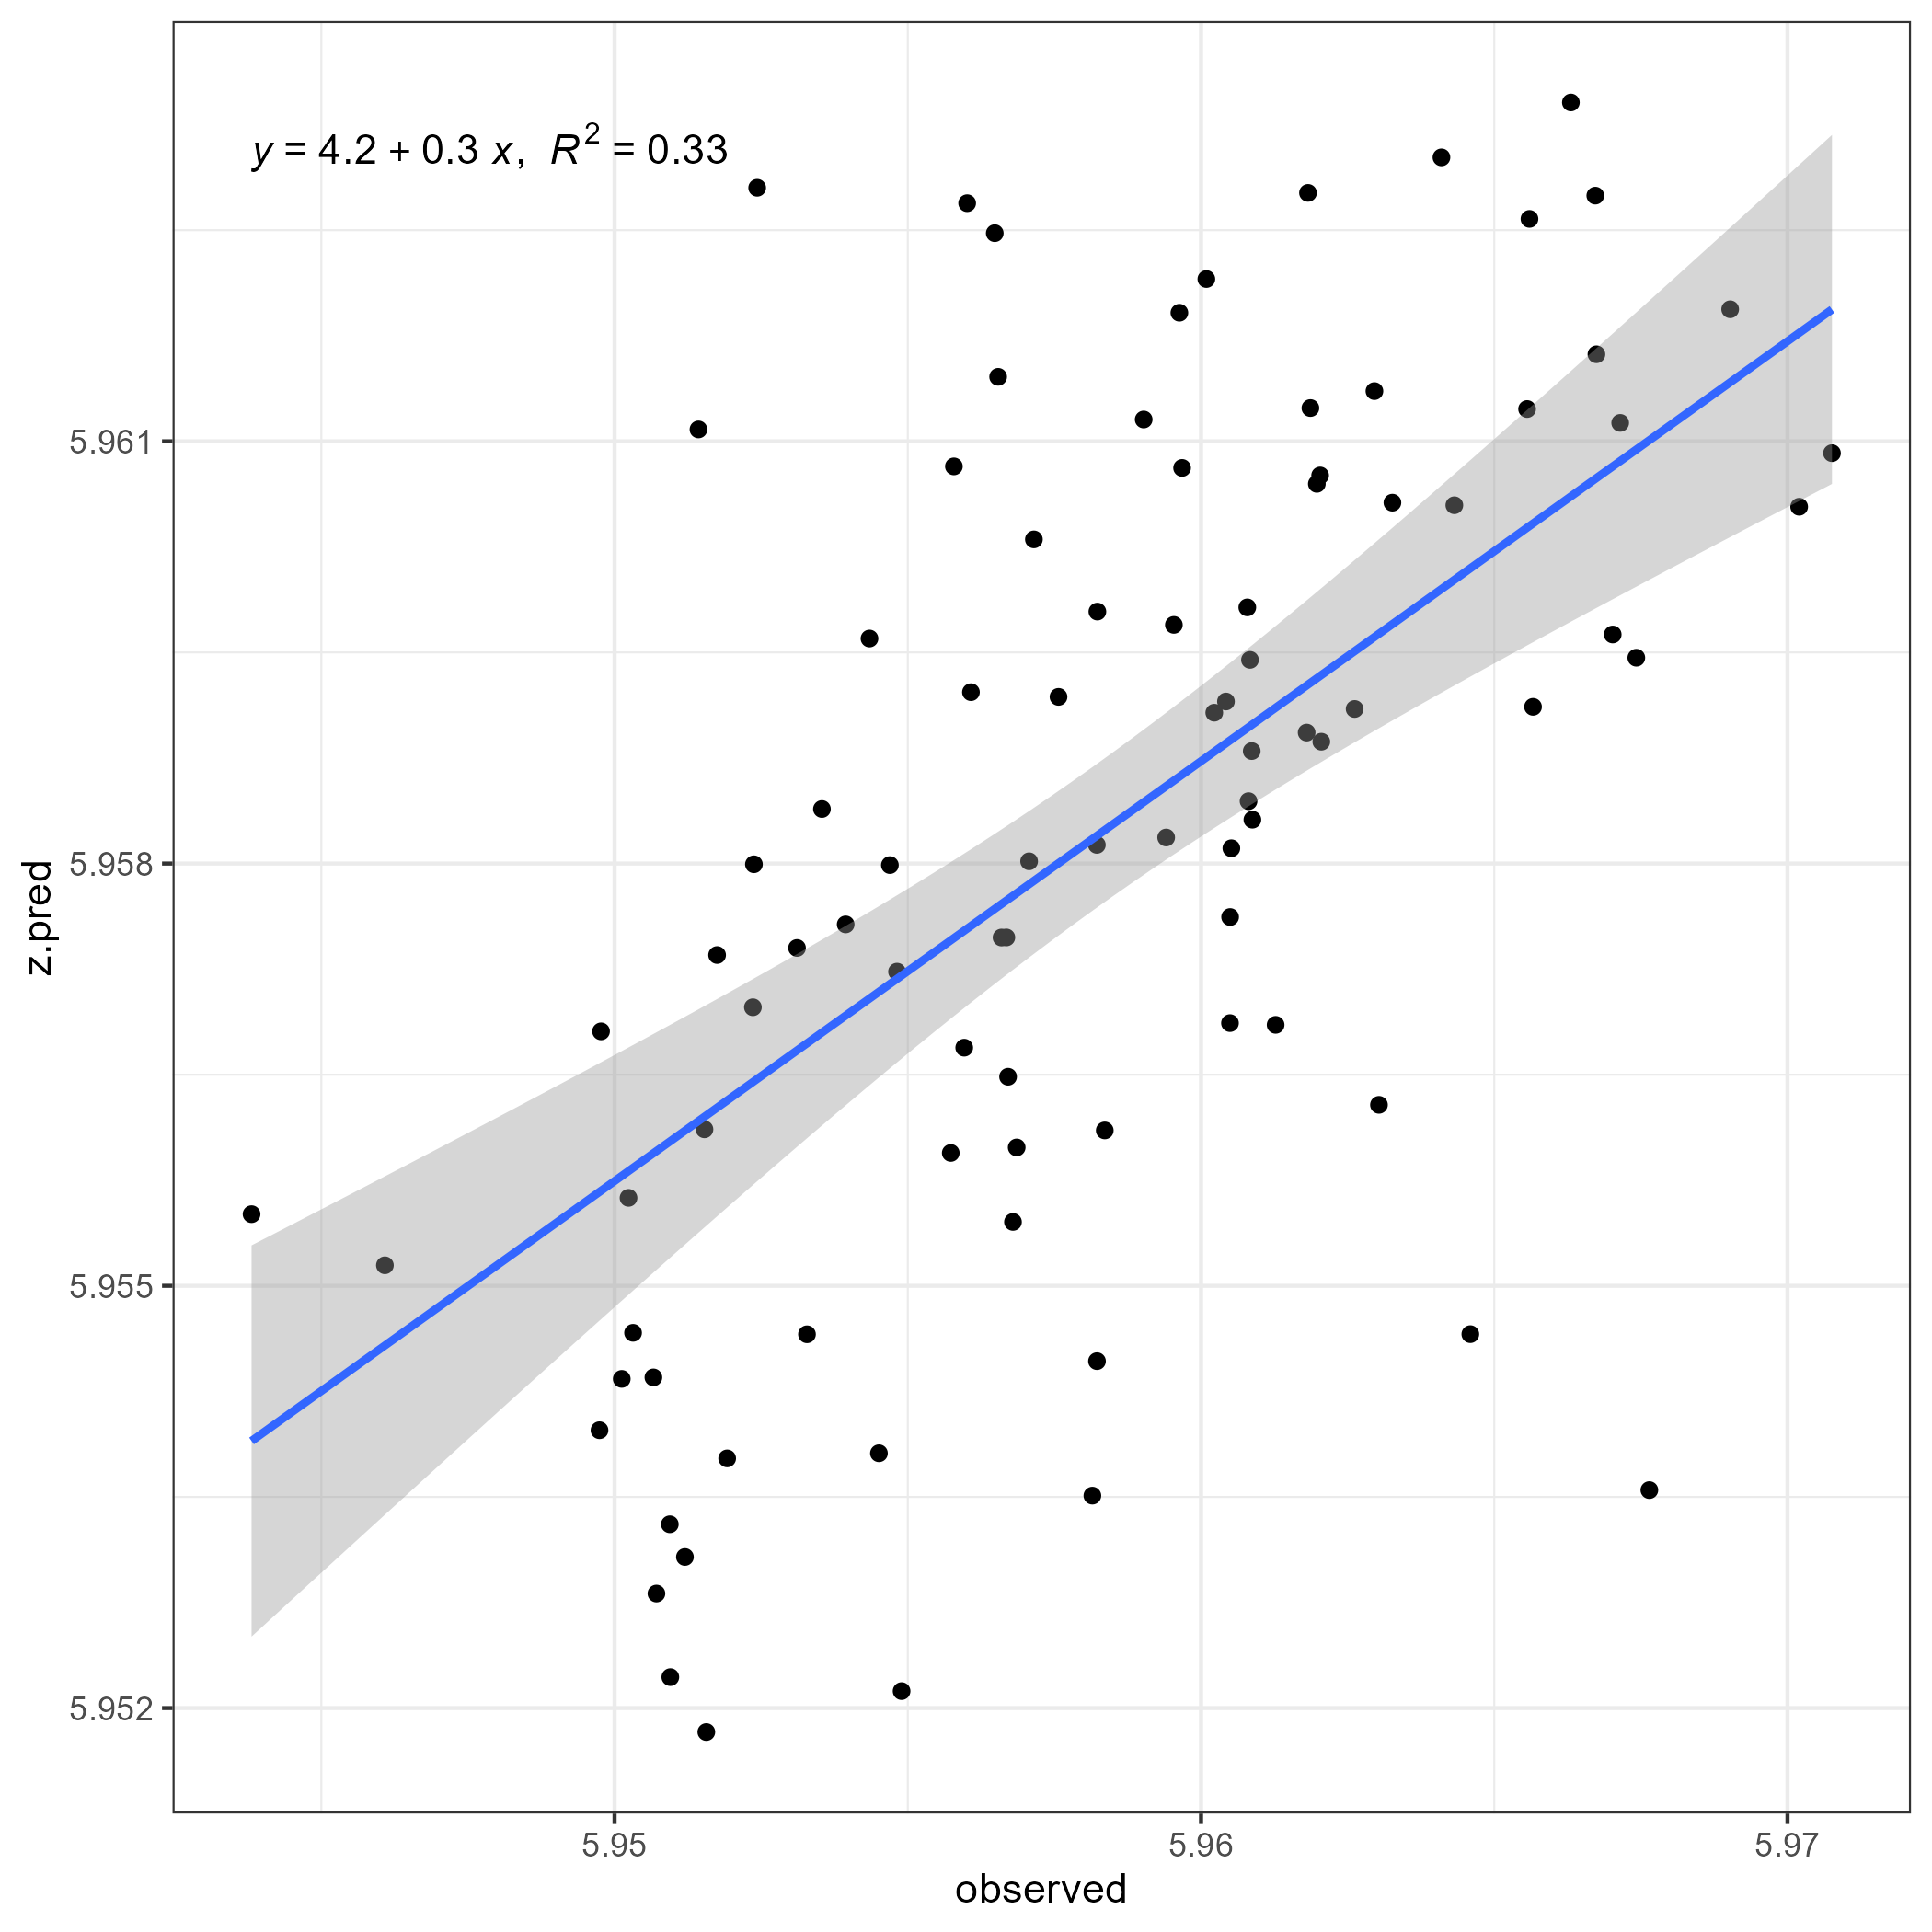 y = 4.2 + 0.3 x, R² = 0.33
5.961
5.958
5.955
5.952
z.pred
5.95 5.96 5.97
observed